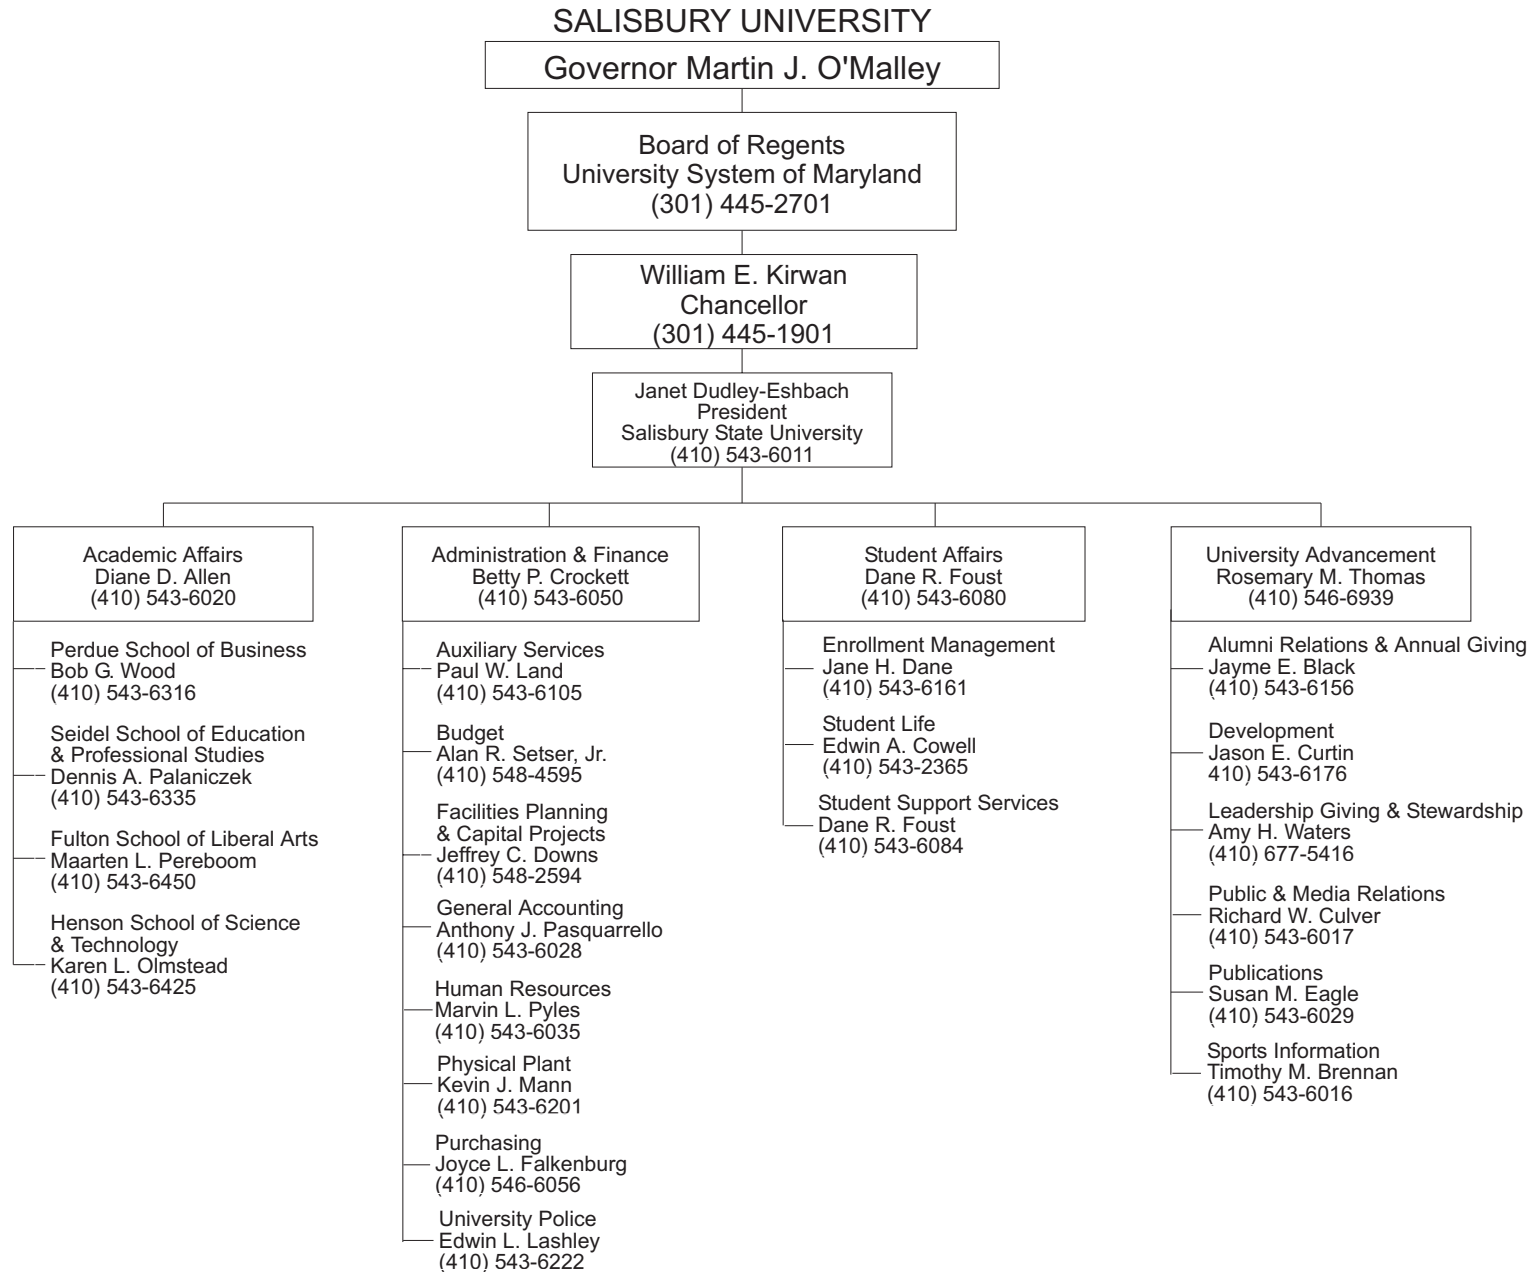 SALISBURY UNIVERSITY
Governor Martin J. O'Malley
Board of Regents
University System of Maryland
(301) 445-2701
William E. Kirwan
Chancellor
(301) 445-1901
Janet Dudley-Eshbach
President
Salisbury State University
(410) 543-6011
Academic Affairs
Diane D. Allen
(410) 543-6020
Perdue School of Business
Bob G. Wood
(410) 543-6316
Seidel School of Education
& Professional Studies
Dennis A. Palaniczek
(410) 543-6335
Fulton School of Liberal Arts
Maarten L. Pereboom
(410) 543-6450
Henson School of Science
& Technology
Karen L. Olmstead
(410) 543-6425
Administration & Finance
Betty P. Crockett
(410) 543-6050
Auxiliary Services
Paul W. Land
(410) 543-6105
Budget
Alan R. Setser, Jr.
(410) 548-4595
Facilities Planning
& Capital Projects
Jeffrey C. Downs
(410) 548-2594
General Accounting
Anthony J. Pasquarrello
(410) 543-6028
Human Resources
Marvin L. Pyles
(410) 543-6035
Physical Plant
Kevin J. Mann
(410) 543-6201
Purchasing
Joyce L. Falkenburg
(410) 546-6056
University Police
Edwin L. Lashley
(410) 543-6222
Student Affairs
Dane R. Foust
(410) 543-6080
Enrollment Management
Jane H. Dane
(410) 543-6161
Student Life
Edwin A. Cowell
(410) 543-2365
Student Support Services
Dane R. Foust
(410) 543-6084
University Advancement
Rosemary M. Thomas
(410) 546-6939
Alumni Relations & Annual Giving
Jayme E. Black
(410) 543-6156
Development
Jason E. Curtin
410) 543-6176
Leadership Giving & Stewardship
Amy H. Waters
(410) 677-5416
Public & Media Relations
Richard W. Culver
(410) 543-6017
Publications
Susan M. Eagle
(410) 543-6029
Sports Information
Timothy M. Brennan
(410) 543-6016